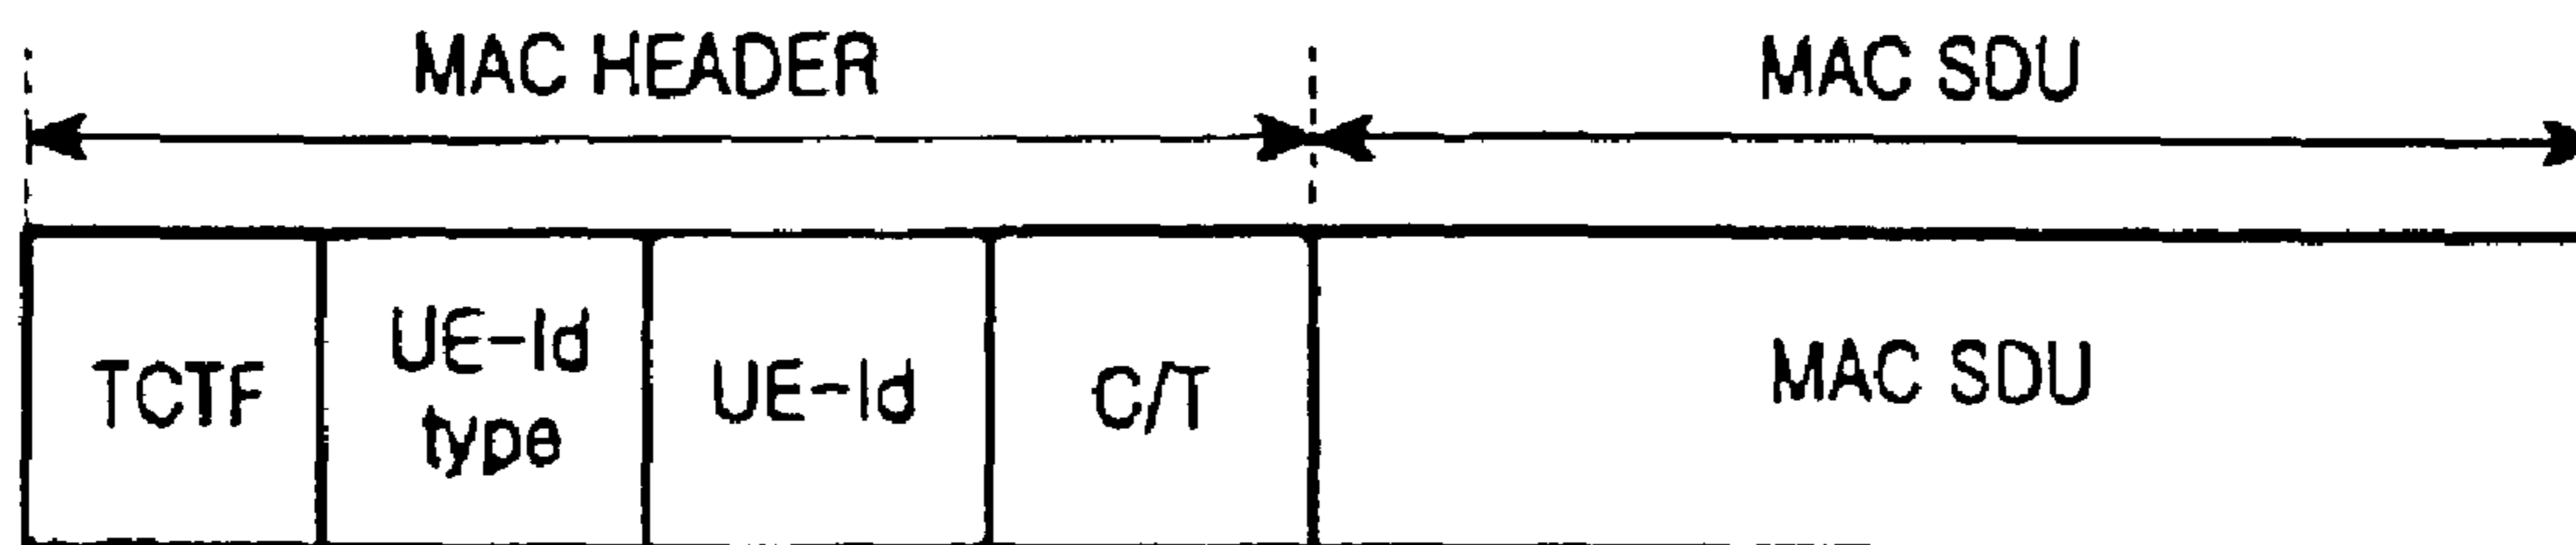 MAC HEADER
MAC SDU
TCTF
UE-Id
type
UE-Id
C/T
MAC SDU